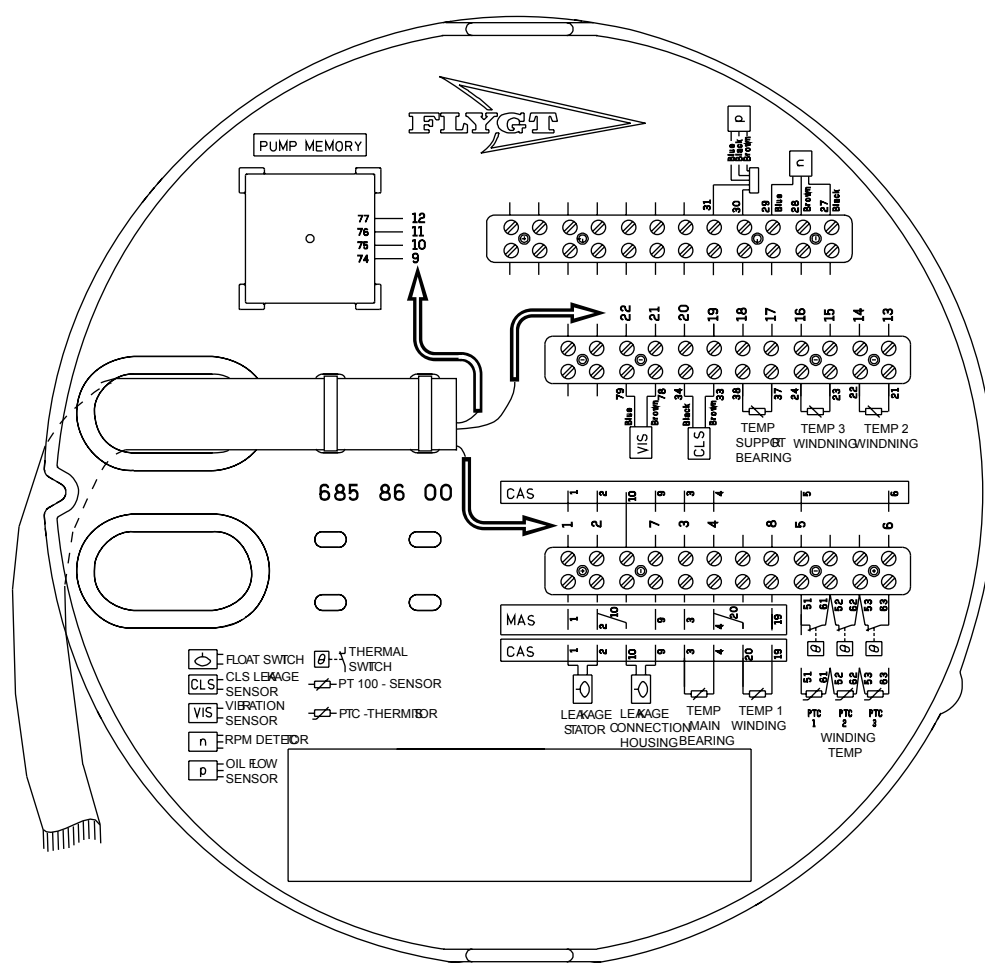 FLYGT
PUMP MEMORY
77 12
76 11
75 10
74 9
p
Blue
Black
Brown
n
31 30 29 28 27
Blue Brown Black
22 21 20 19 18 17 16 15 14 13
79 78 34 33 38 37 24 23 22 21
Blue Brown Black Brown
VIS CLS
TEMP SUPPORT BEARING
TEMP 3 WINDNING
TEMP 2 WINDNING
685 86 00
CAS 1 2 10 9 3 4 5 6
1 2 7 3 4 8 5 6
51 61 52 62 53 63
MAS 1 2 10 9 3 4 20 19
θ θ θ
CAS 1 2 10 9 3 4 20 19
51 61 52 62 53 63
LEAKAGE STATOR
LEAKAGE CONNECTION HOUSING
TEMP MAIN BEARING
TEMP 1 WINDING
PTC 1
PTC 2
PTC 3
WINDING TEMP
FLOAT SWITCH
θ THERMAL SWITCH
CLS CLS LEAKAGE SENSOR
PT 100 - SENSOR
VIS VIBRATION SENSOR
PTC - THERMISTOR
n RPM DETECTOR
p OIL FLOW SENSOR